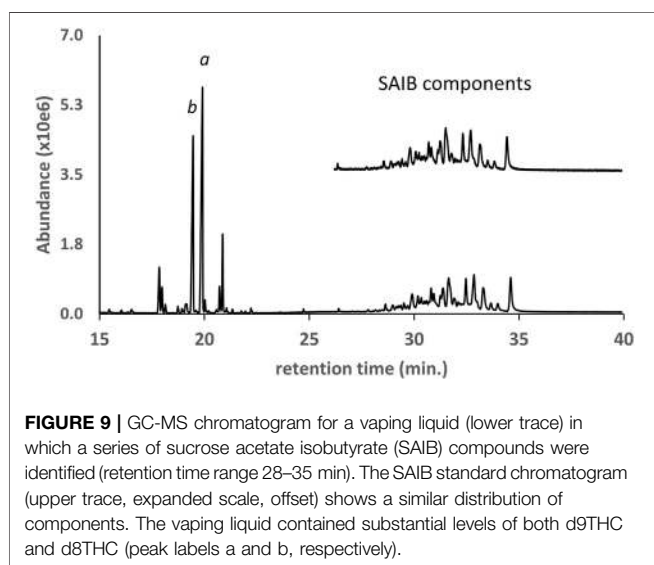 7.0
a
SAIB components
b
5.3
Abundance (x10e6)
3.5
1.8
0.0
15 20 25 30 35 40
retention time (min.)
FIGURE 9 | GC-MS chromatogram for a vaping liquid (lower trace) in
which a series of sucrose acetate isobutyrate (SAIB) compounds were
identified (retention time range 28–35 min). The SAIB standard chromatogram
(upper trace, expanded scale, offset) shows a similar distribution of
components. The vaping liquid contained substantial levels of both d9THC
and d8THC (peak labels a and b, respectively).